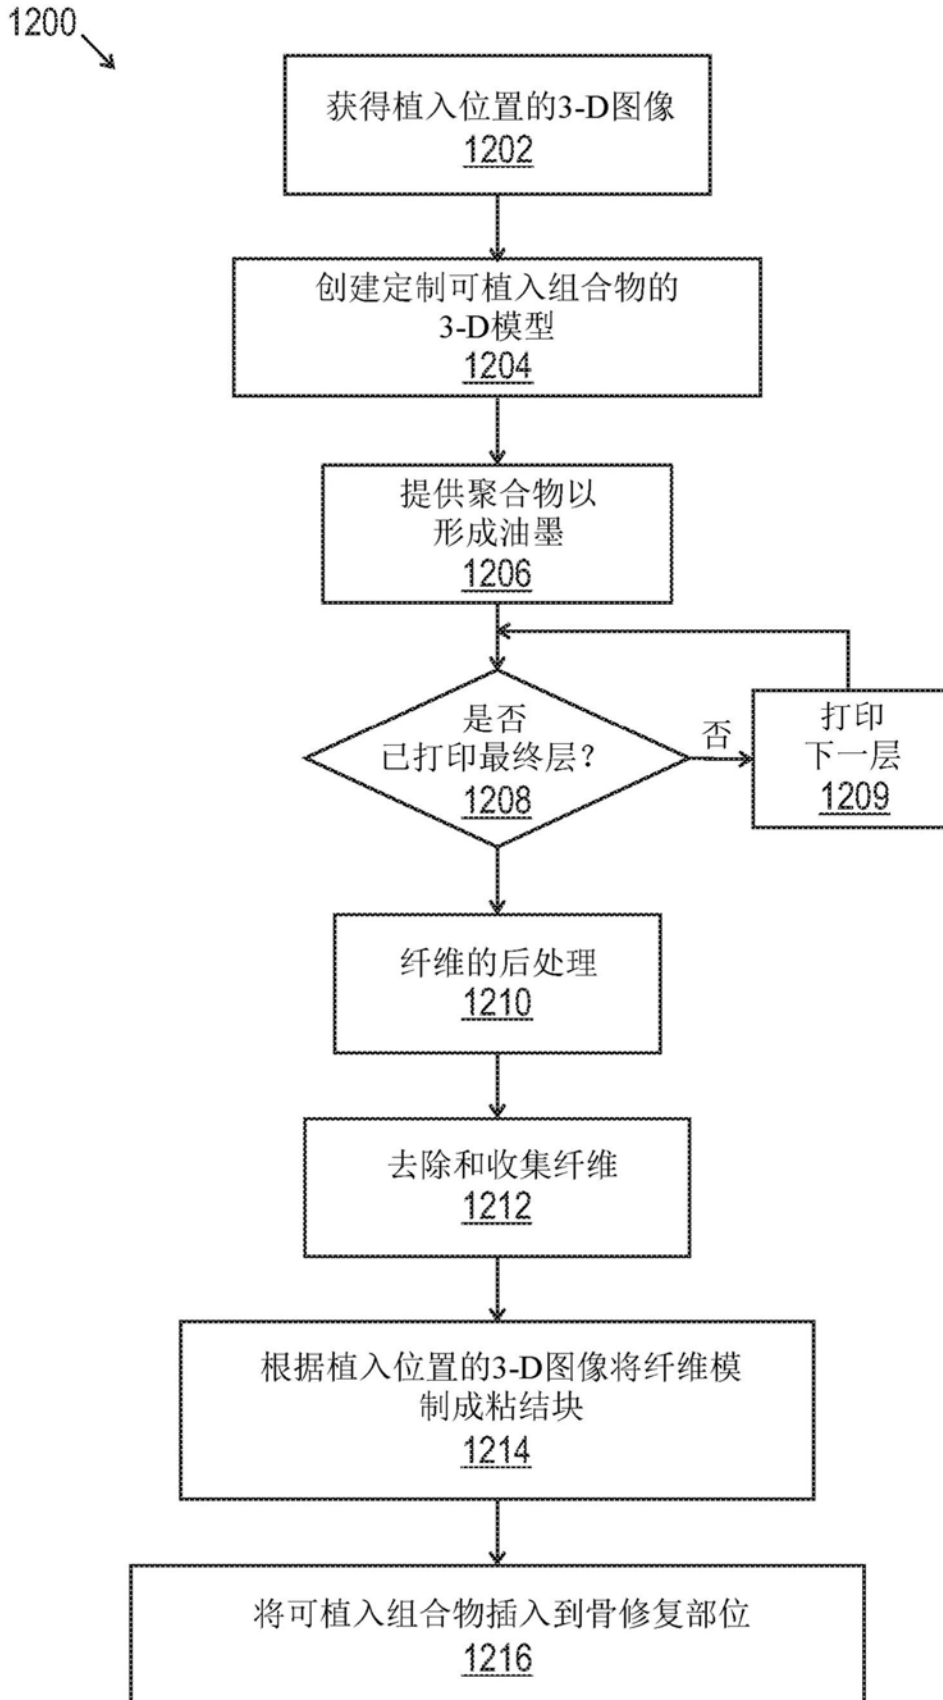 1200
获得植入位置的3-D图像
1202
创建定制可植入组合物的
3-D模型
1204
提供聚合物以
形成油墨
1206
是否
已打印最终层？
1208
否
打印
下一层
1209
纤维的后处理
1210
去除和收集纤维
1212
根据植入位置的3-D图像将纤维模
制成粘结块
1214
将可植入组合物插入到骨修复部位
1216